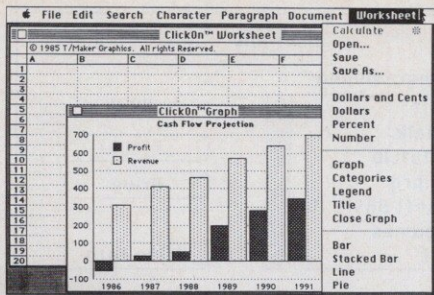 File Edit Search Character Paragraph Document Worksheet
ClickOn™ Worksheet
© 1985 T/Maker Graphics. All rights Reserved.
A B C D E F
1
2
3
4
5
6
7
8
9
10
11
12
13
14
15
16
17
18
19
20
ClickOn™Graph
Cash Flow Projection
700
600
500
400
300
200
100
0
-100
Profit
Revenue
1986 1987 1988 1989 1990 1991
Calculate
Open...
Save
Save As...
Dollars and Cents
Dollars
Percent
Number
Graph
Categories
Legend
Title
Close Graph
Bar
Stacked Bar
Line
Pie